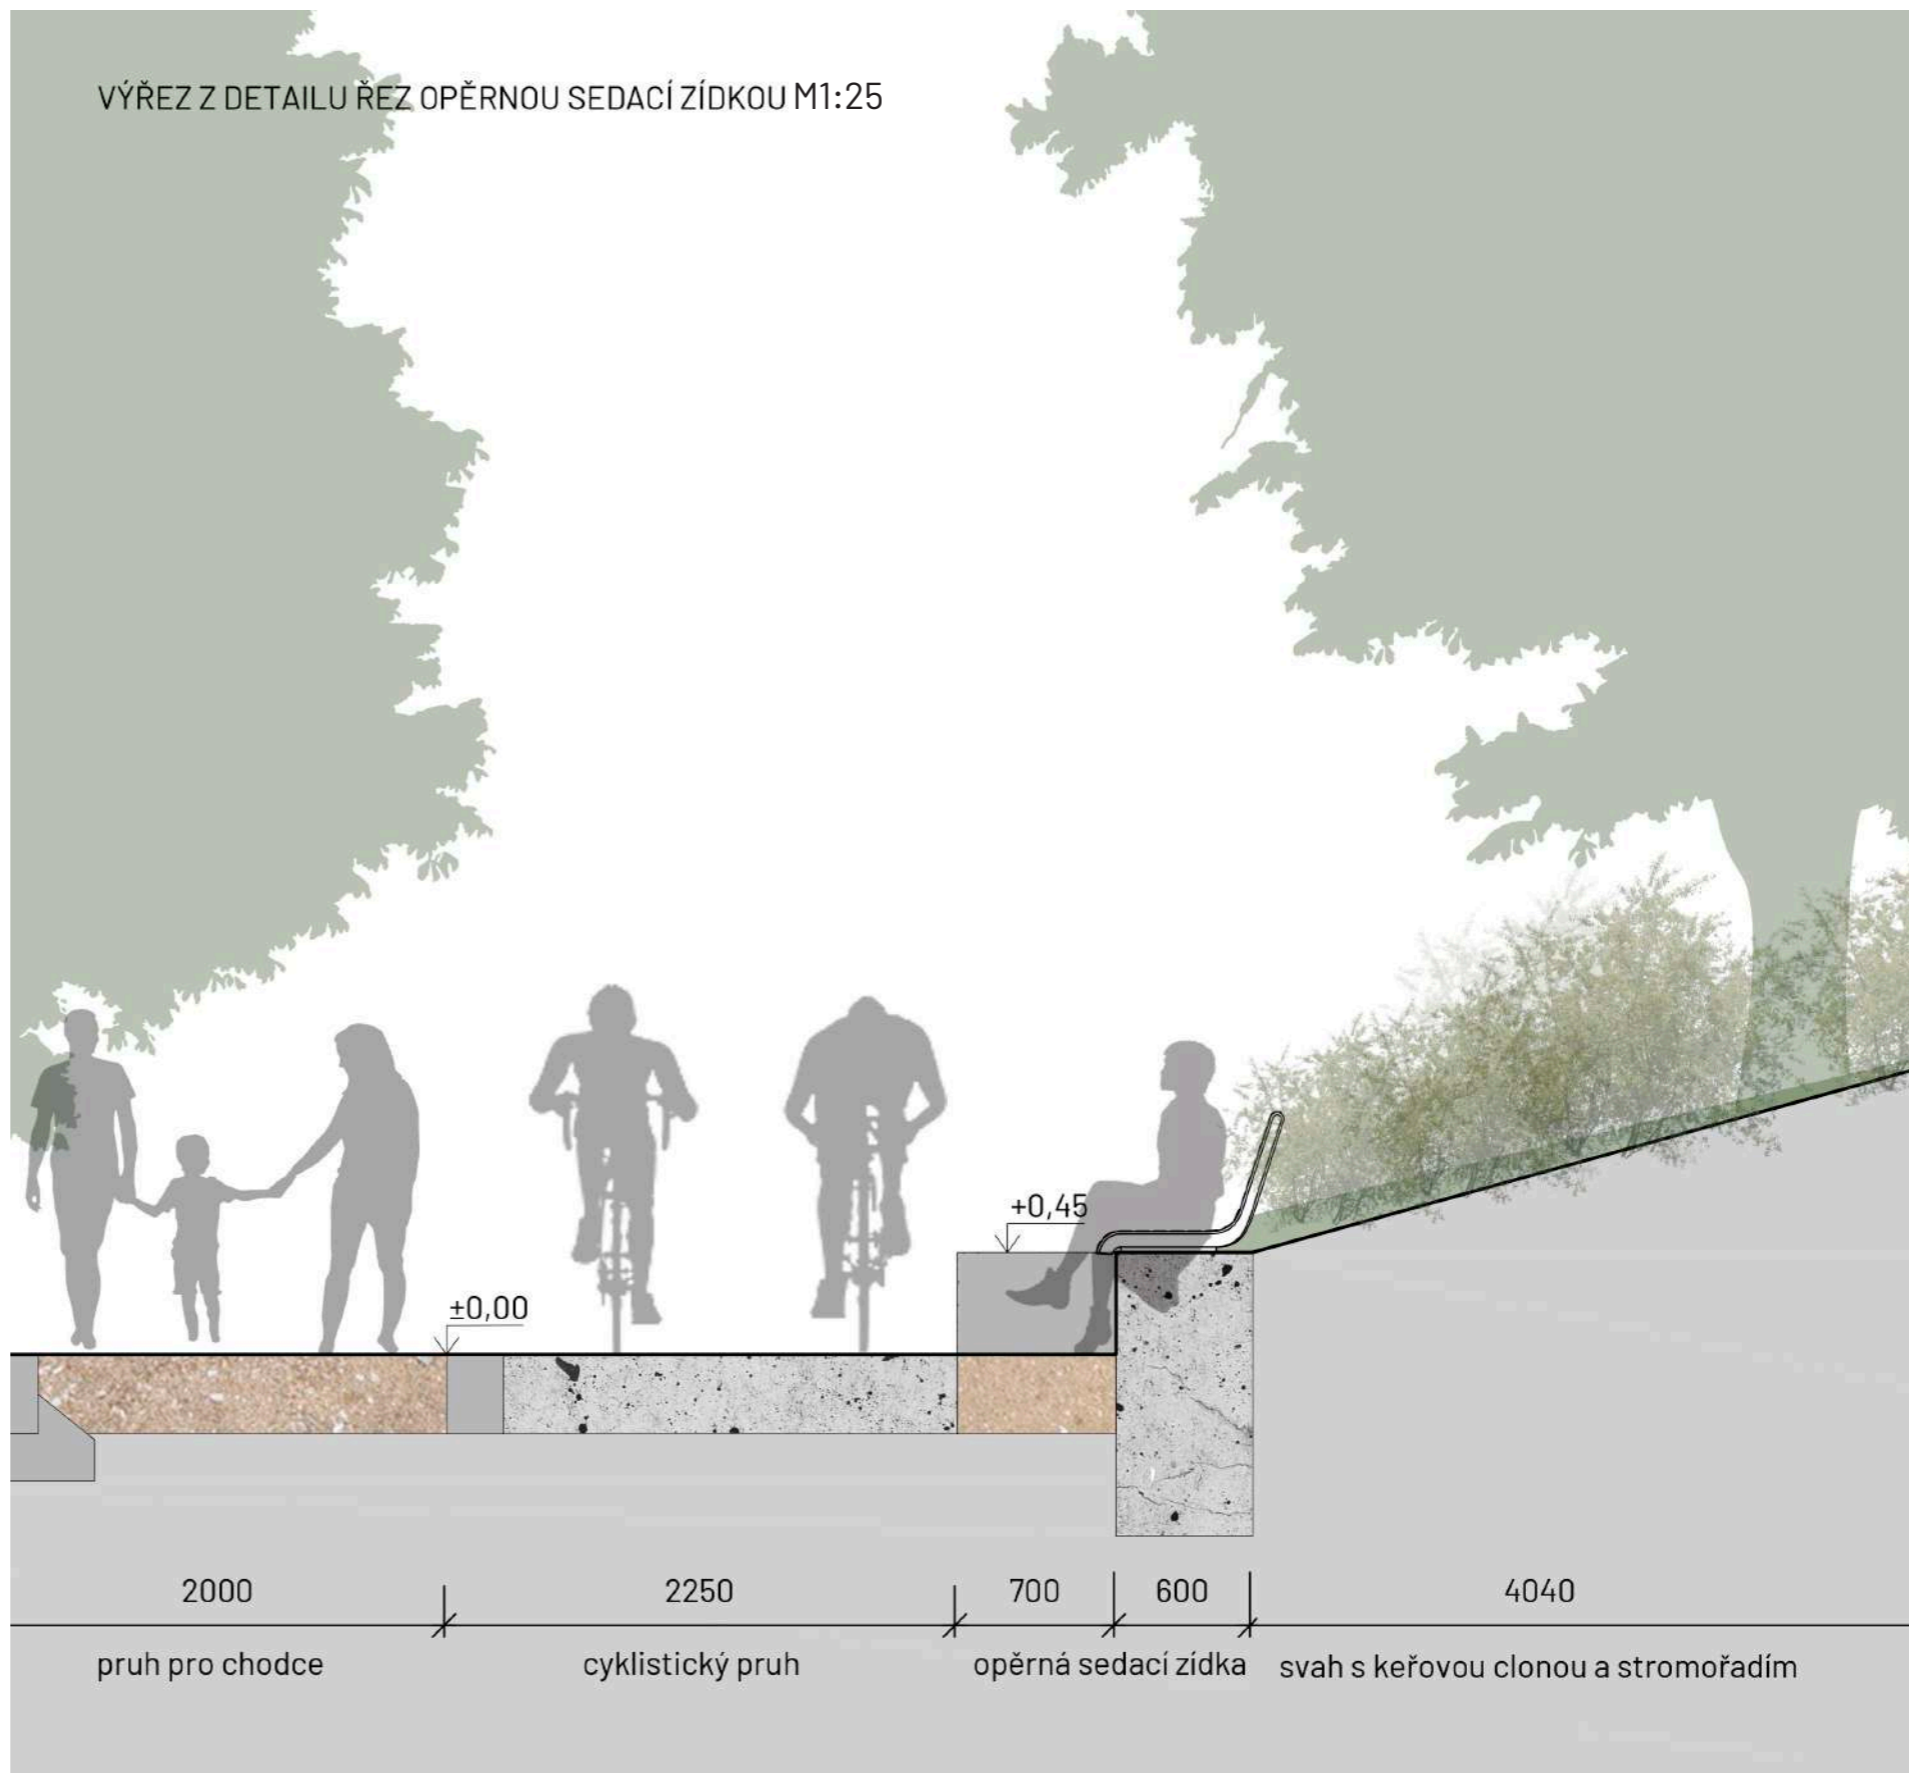 VÝŘEZ Z DETAILU ŘEZ OPĚRNOU SEDACÍ ZÍDKOU M1:25
+0,45
±0,00
2000 2250 700 600 4040
pruh pro chodce cyklistický pruh opěrná sedací zídka svah s keřovou clonou a stromořadím